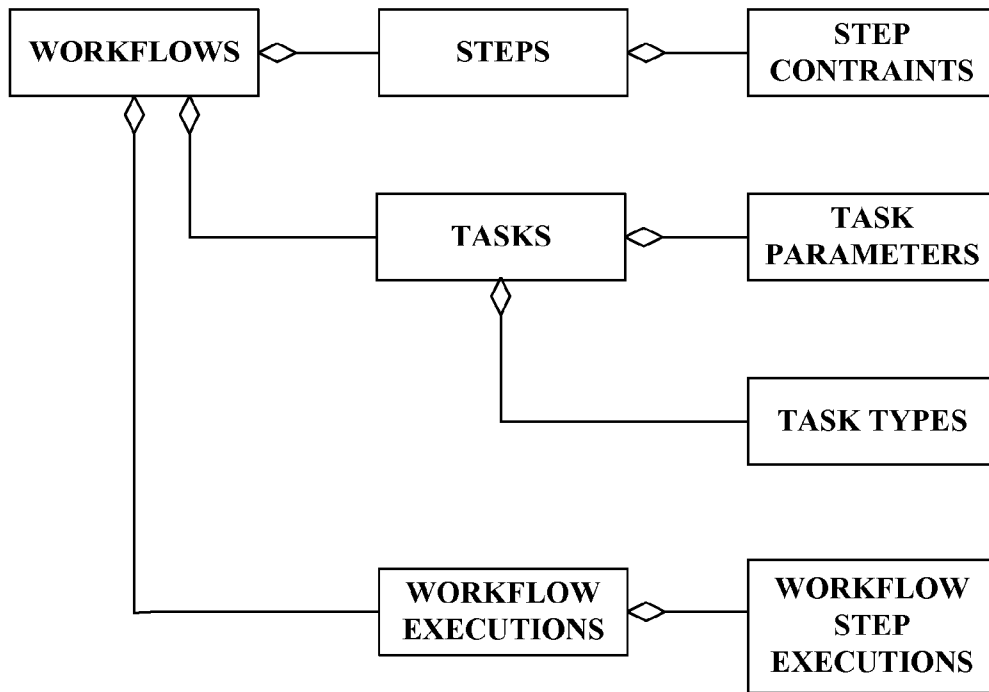 WORKFLOWS
STEPS
STEP
CONTRAINTS
TASKS
TASK
PARAMETERS
TASK TYPES
WORKFLOW
EXECUTIONS
WORKFLOW
STEP
EXECUTIONS